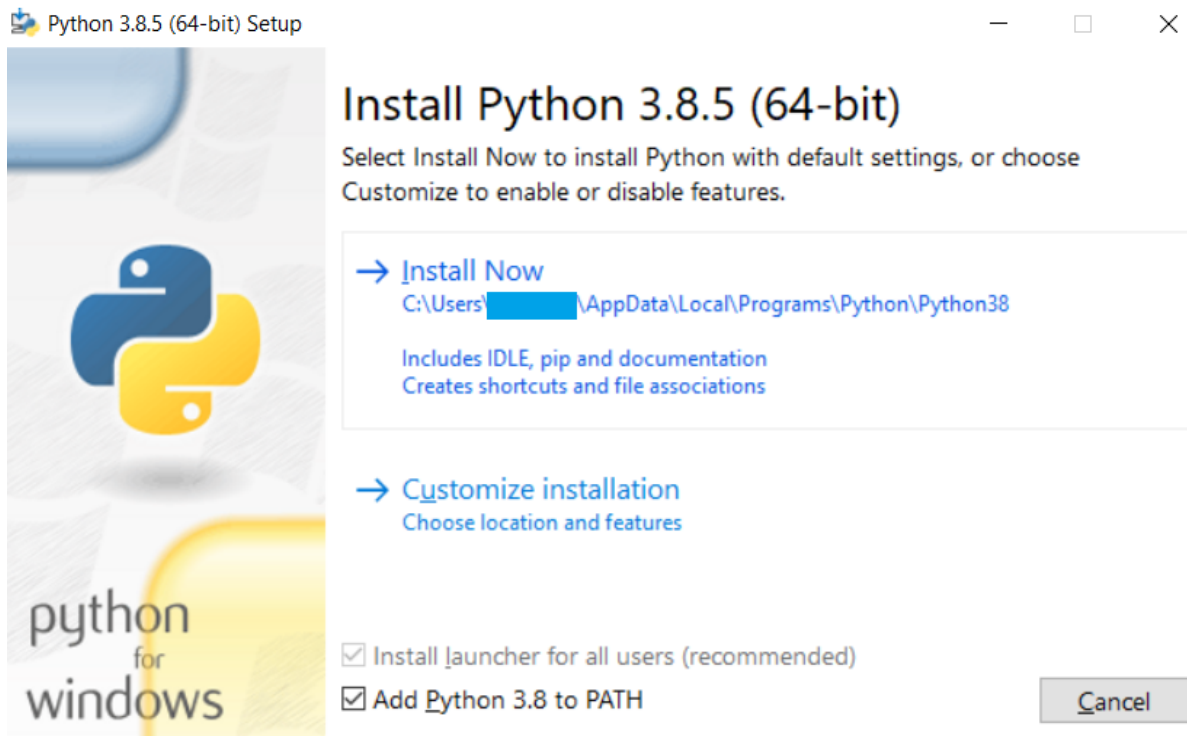 Python 3.8.5 (64-bit) Setup
Install Python 3.8.5 (64-bit)
Select Install Now to install Python with default settings, or choose
Customize to enable or disable features.
Install Now
C:\Users\ \AppData\Local\Programs\Python\Python38
Includes IDLE, pip and documentation
Creates shortcuts and file associations
Customize installation
Choose location and features
python
for
windows
Install launcher for all users (recommended)
Add Python 3.8 to PATH
Cancel